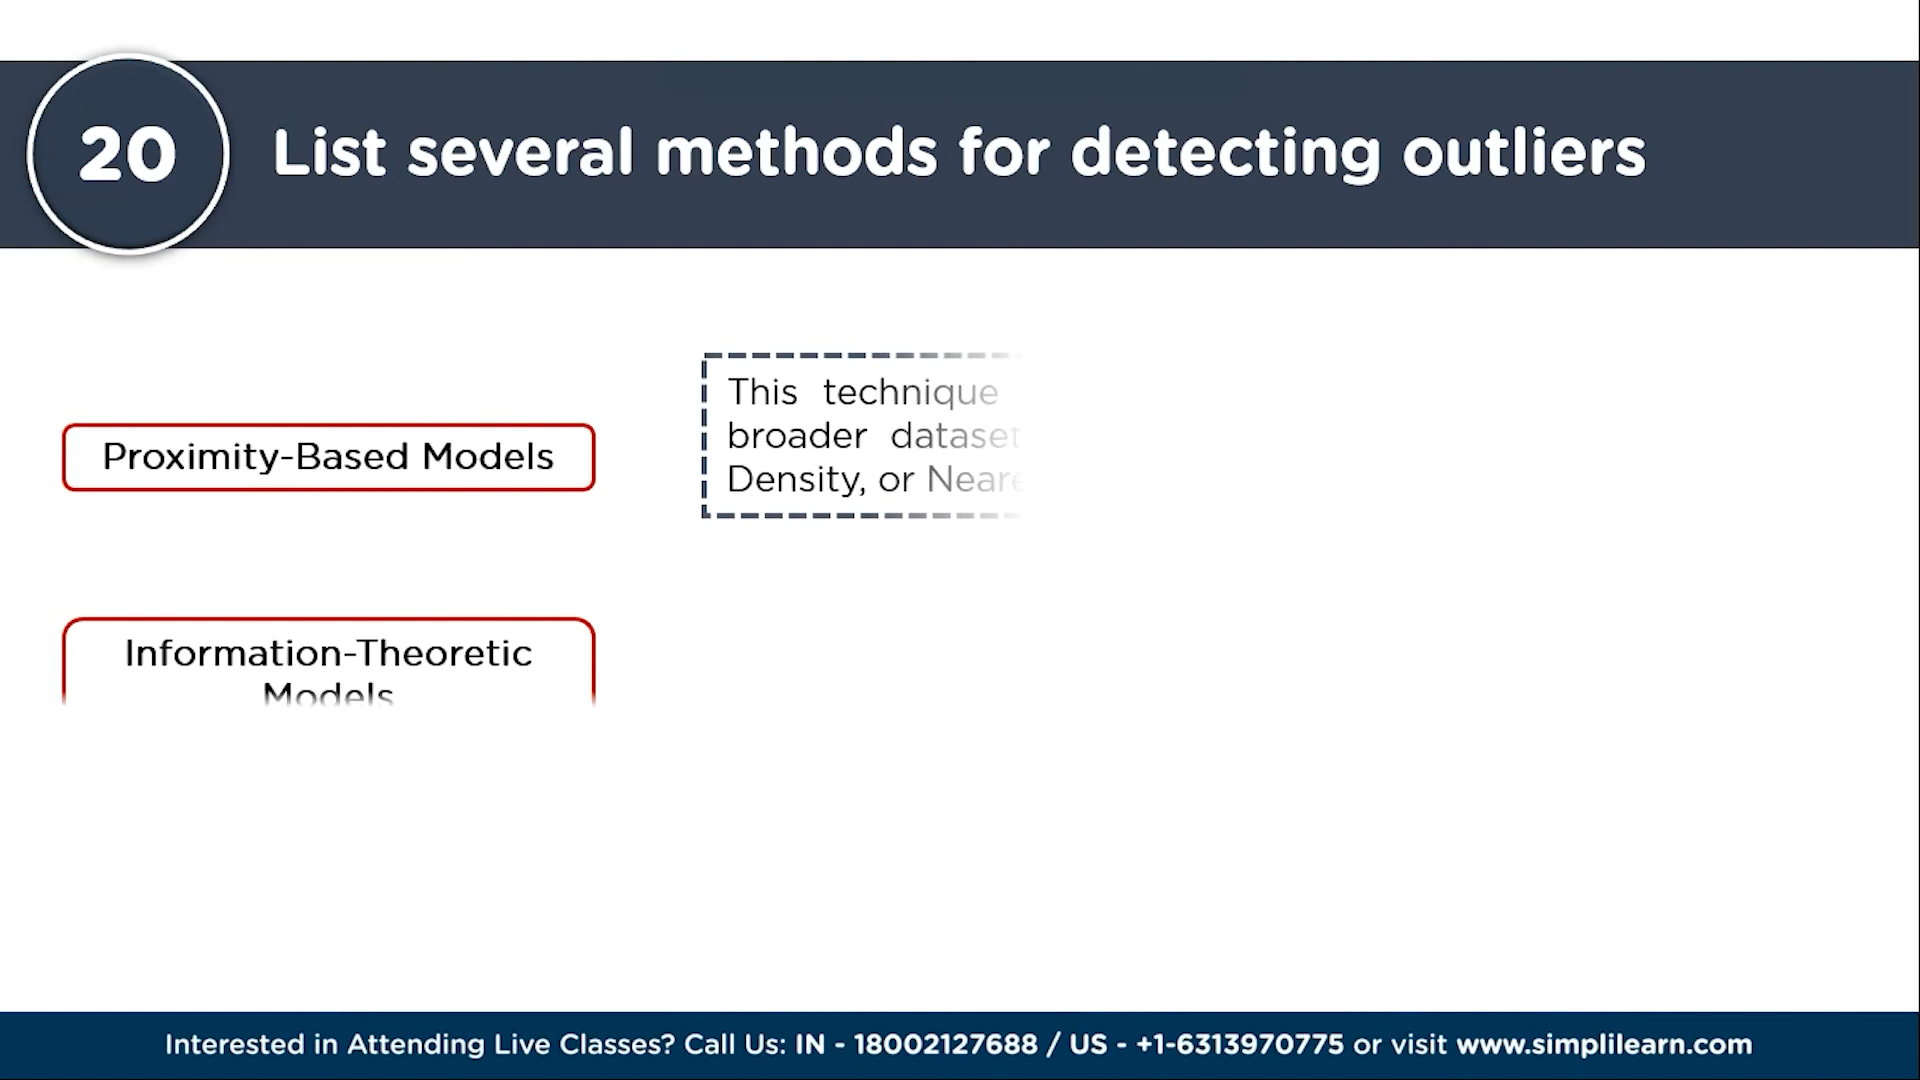 20
List several methods for detecting outliers
This technique
broader dataset
Density, or
Proximity-Based Models
Information-Theoretic
Models
Interested in Attending Live Classes? Call Us: IN - 18002127688 / US - +1-6313970775 or visit www.simplilearn.com